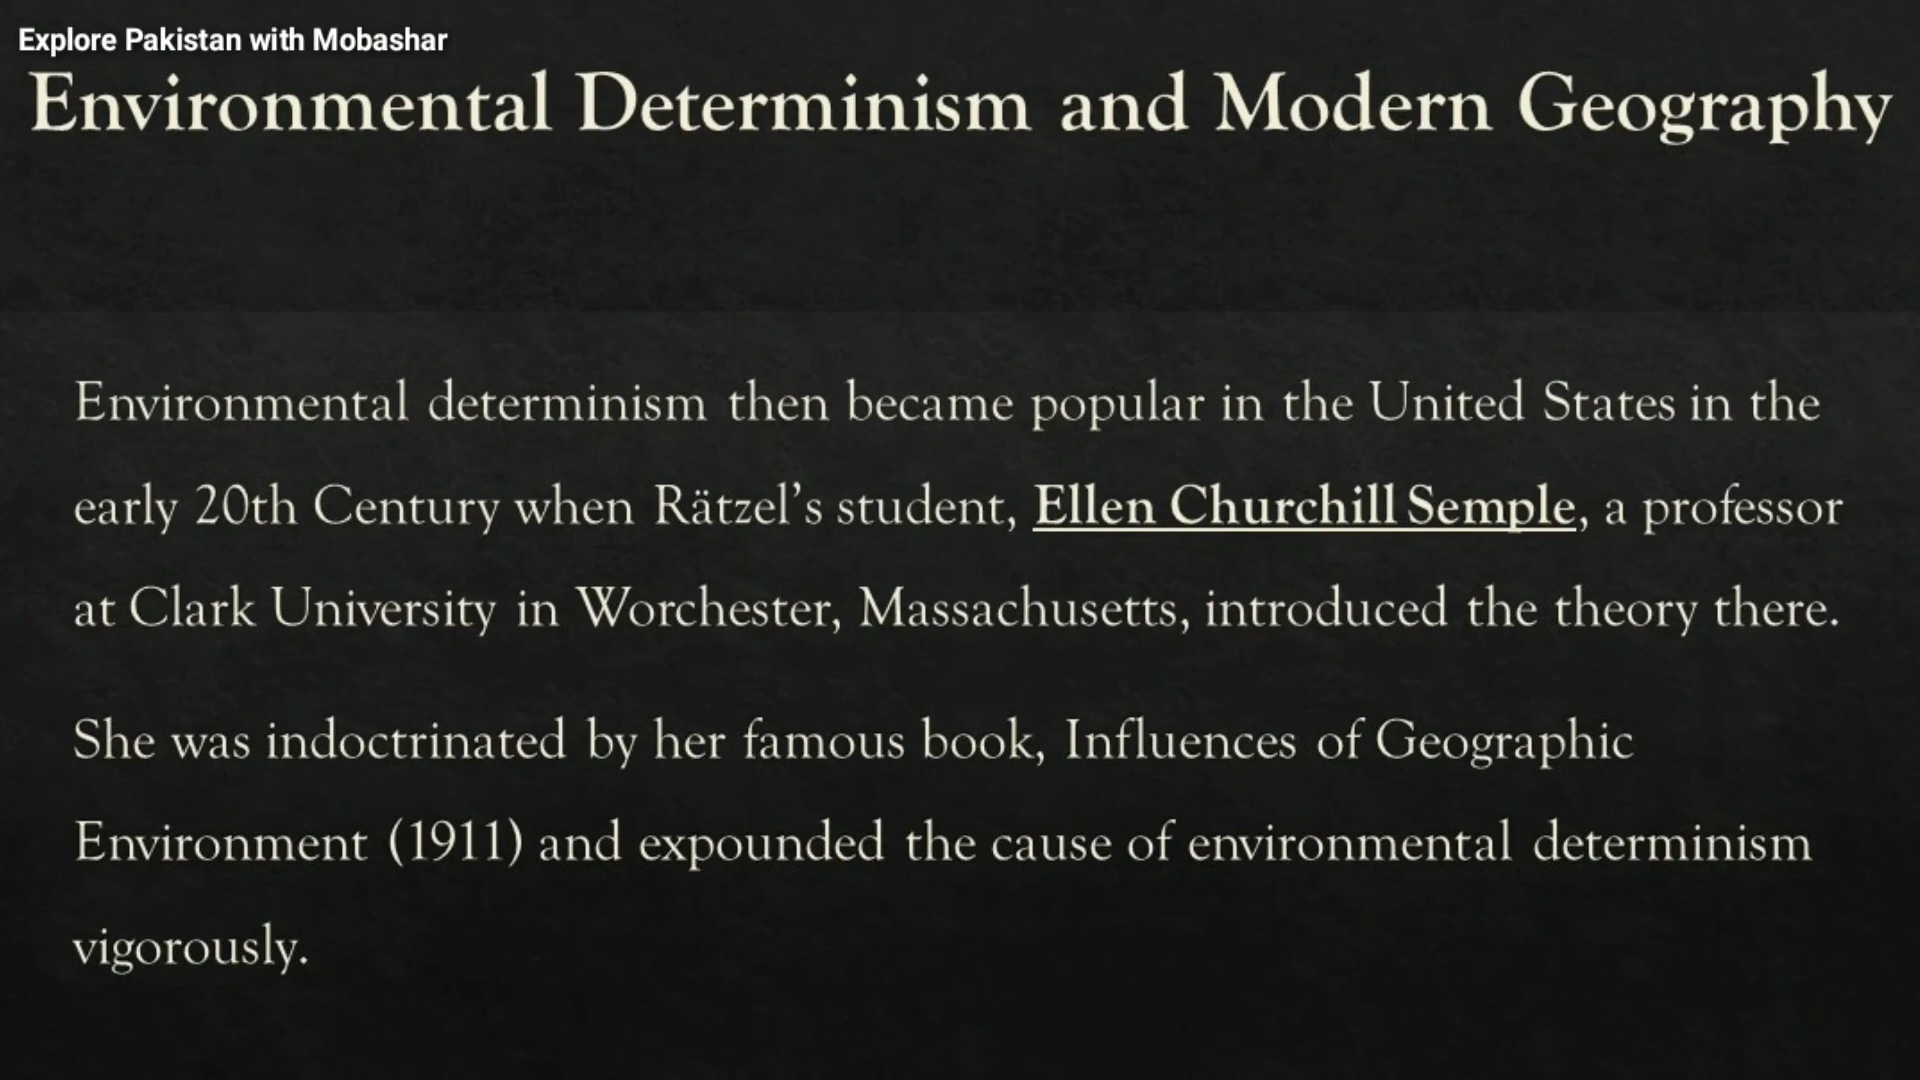 Explore Pakistan with Mobashar
Environmental Determinism and Modern Geography
Environmental determinism then became popular in the United States in the
early 20th Century when Rätzel’s student, Ellen Churchill Semple, a professor
at Clark University in Worchester, Massachusetts, introduced the theory there.
She was indoctrinated by her famous book, Influences of Geographic
Environment (1911) and expounded the cause of environmental determinism
vigorously.